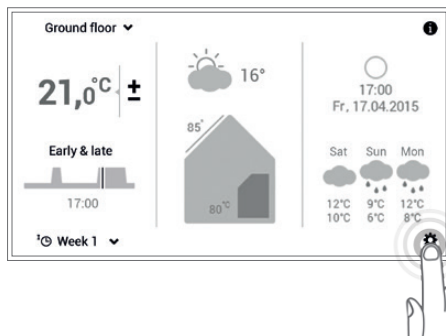 Ground floor
21,0°C ±
Early & late
17:00
Week 1
16°
85°
80°C
17:00
Fr, 17.04.2015
Sat Sun Mon
12°C 9°C 12°C
10°C 6°C 8°C